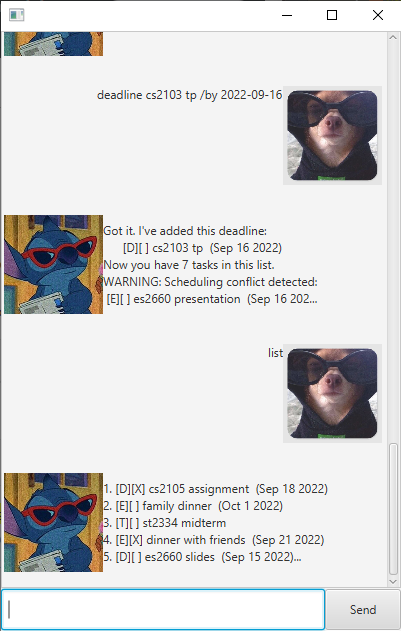 deadline cs2103 tp /by 2022-09-16
Got it. I've added this deadline:
[D][ ] cs2103 tp  (Sep 16 2022)
Now you have 7 tasks in this list.
WARNING: Scheduling conflict detected:
[E][ ] es2660 presentation  (Sep 16 202...
list
1. [D][X] cs2105 assignment  (Sep 18 2022)
2. [E][ ] family dinner  (Oct 1 2022)
3. [T][ ] st2334 midterm
4. [E][X] dinner with friends  (Sep 21 2022)
5. [D][ ] es2660 slides  (Sep 15 2022)...
Send